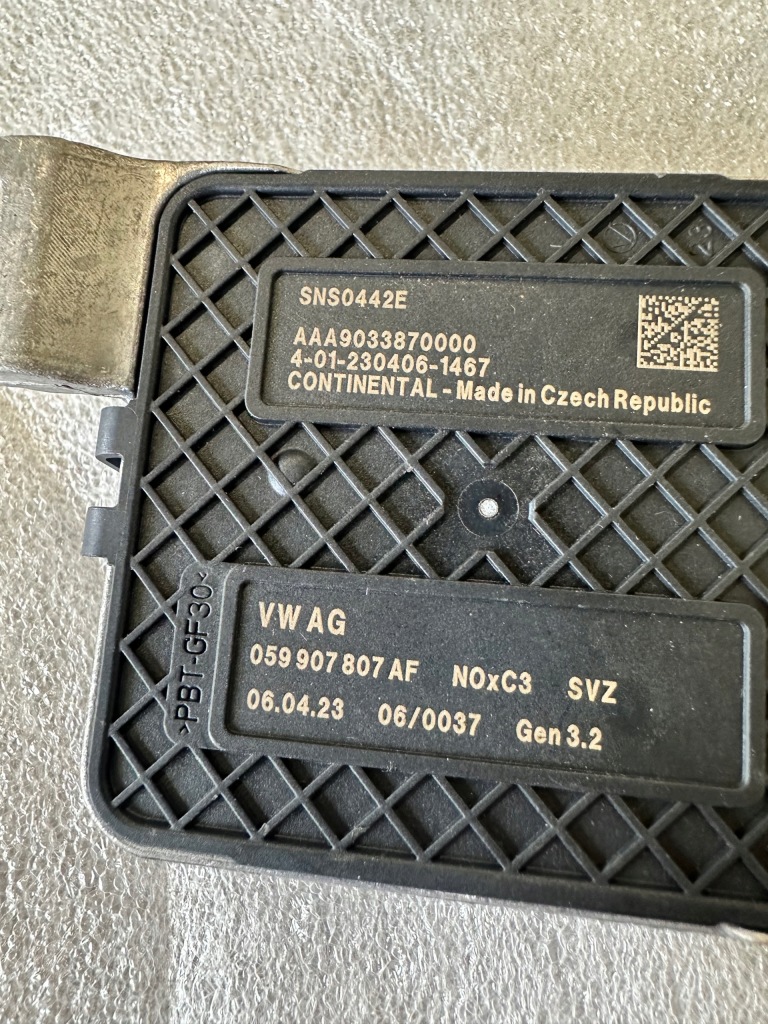 23
SNS0442E
AAA9033870000
4-01-230406-1467
CONTINENTAL - Made in Czech Republic
>PBT-GF30<
VW AG
059 907 807 AF NOxC3 SVZ
06.04.23 06/0037 Gen 3.2